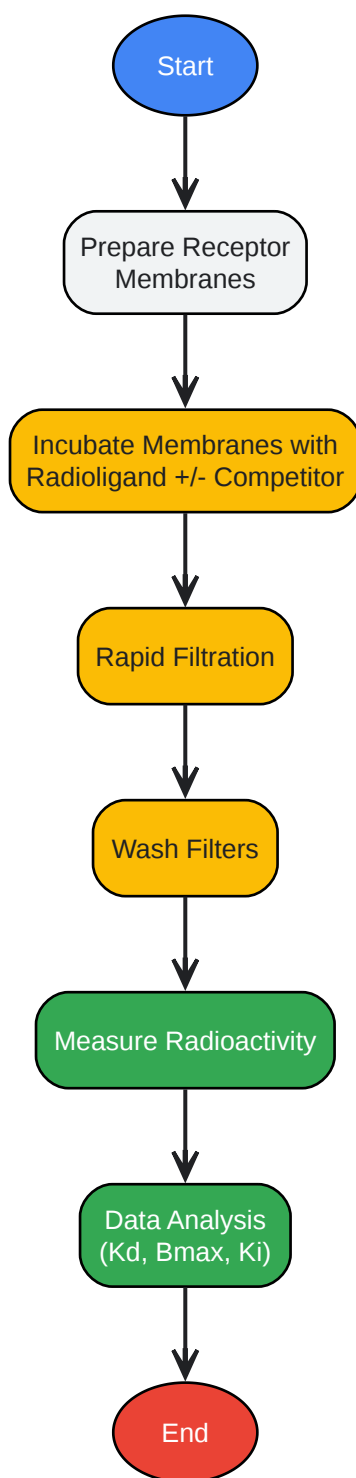 Start
Prepare Receptor
Membranes
Incubate Membranes with
Radioligand +/- Competitor
Rapid Filtration
Wash Filters
Measure Radioactivity
Data Analysis
(Kd, Bmax, Ki)
End